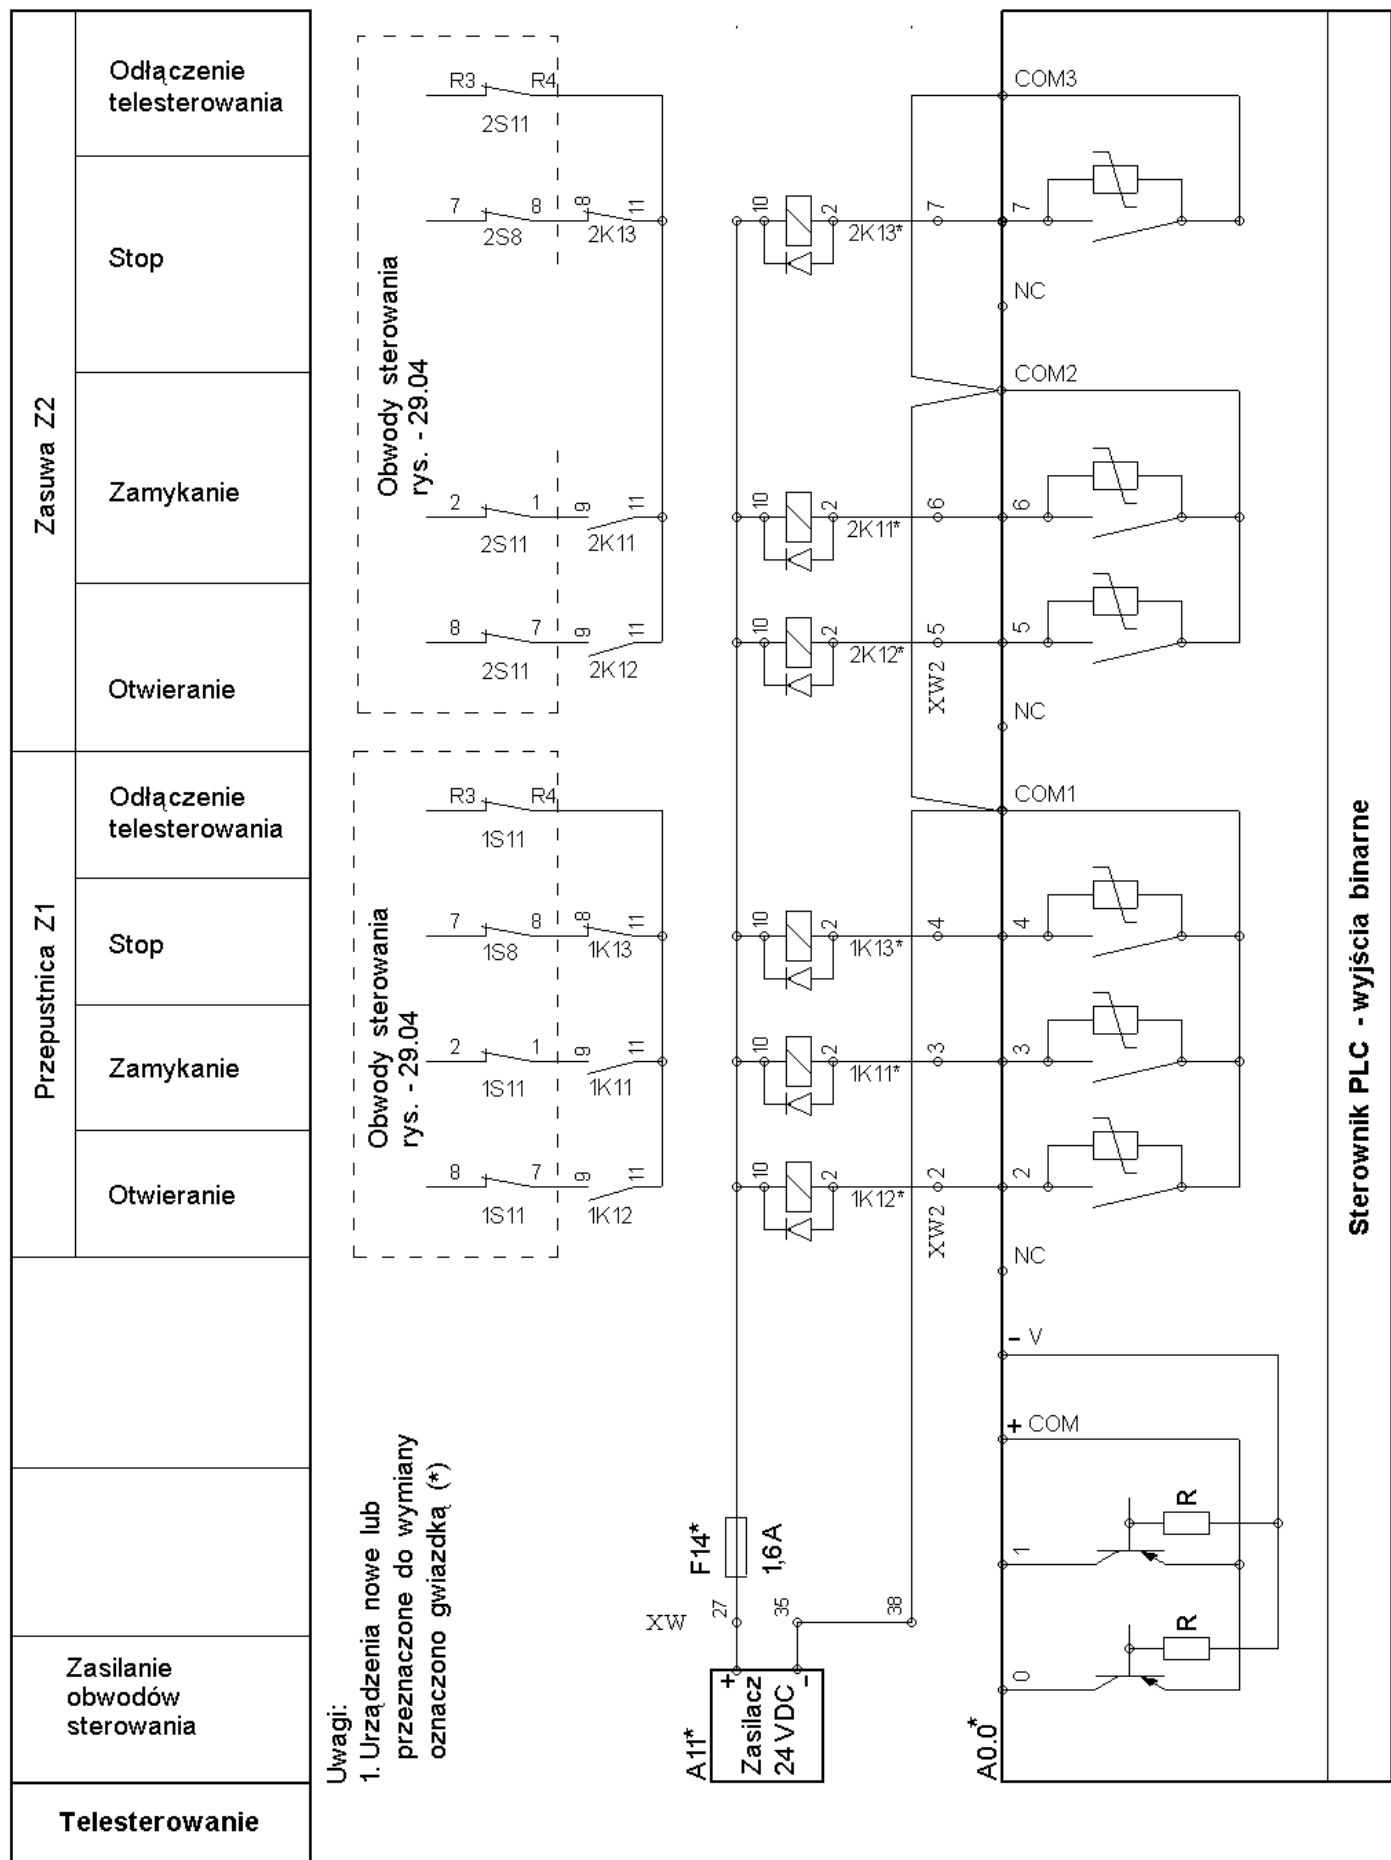 Odłączenie
telesterowania
Stop
Zamykanie
Otwieranie
Zasuwa Z2
Odłączenie
telesterowania
Stop
Zamykanie
Otwieranie
Przepustnica Z1
Zasilanie
obwodów
sterowania
Telesterowanie
R3 R4
2S11
7 8 8 11
2S8 2K13
Obwody sterowania
rys. - 29.04
2 1 9 11
2S11 2K11
8 7 9 11
2S11 2K12
R3 R4
1S11
7 8 8 11
1S8 1K13
Obwody sterowania
rys. - 29.04
2 1 9 11
1S11 1K11
8 7 9 11
1S11 1K12
Uwagi:
1. Urządzenia nowe lub
przeznaczone do wymiany
oznaczono gwiazdką (*)
10 2 2K13* 7
10 2 2K11* 6
10 2 2K12* 5
XW2
10 2 1K13* 4
10 2 1K11* 3
10 2 1K12* 2
XW2
F14*
1,6A
XW
27
35
38
A11*
+ -
Zasilacz
24 VDC
COM3
7
NC
COM2
6
5
NC
COM1
4
3
2
NC
- V
+ COM
1
R
0
R
A0.0*
Sterownik PLC - wyjścia binarne